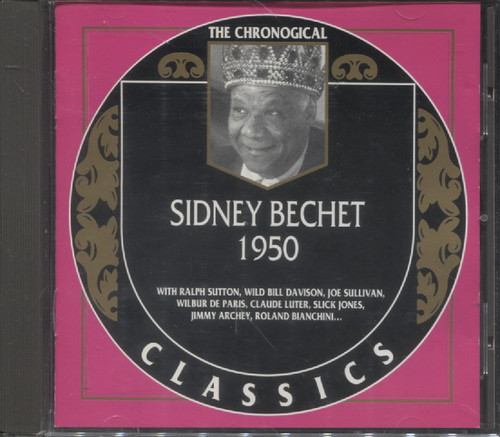 THE CHRONOGICAL
SIDNEY BECHET
1950
WITH RALPH SUTTON, WILD BILL DAVISON, JOE SULLIVAN,
WILBUR DE PARIS, CLAUDE LUTER, SLICK JONES,
JIMMY ARCHEY, ROLAND BIANCHINI...
CLASSICS